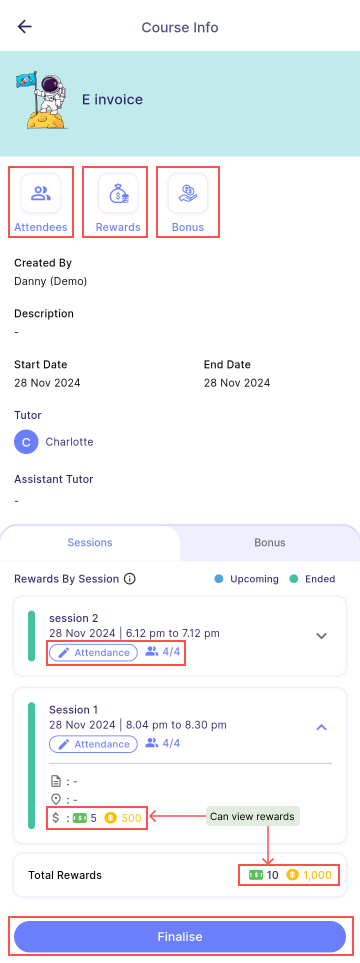 Course Info
E invoice
Attendees Rewards Bonus
Created By
Danny (Demo)
Description
-
Start Date End Date
28 Nov 2024 28 Nov 2024
Tutor
C Charlotte
Assistant Tutor
-
Sessions Bonus
Rewards By Session Upcoming Ended
session 2
28 Nov 2024 | 6.12 pm to 7.12 pm
Attendance 4/4
Session 1
28 Nov 2024 | 8.04 pm to 8.30 pm
Attendance 4/4
: -
: -
$ : 5 500
Can view rewards
Total Rewards 10 1,000
Finalise